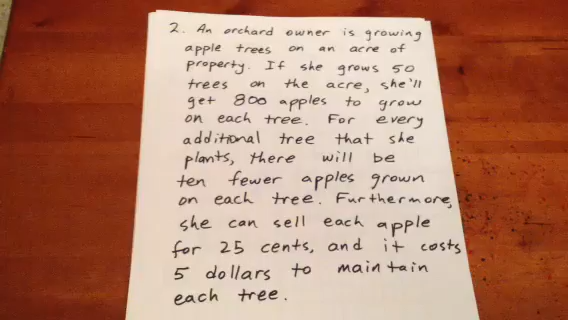 2. An orchard owner is growing
apple trees on an acre of
property. If she grows 50
trees on the acre, she'll
get 800 apples to grow
on each tree. For every
additional tree that she
plants, there will be
ten fewer apples grown
on each tree. Furthermore,
she can sell each apple
for 25 cents, and it costs
5 dollars to maintain
each tree.